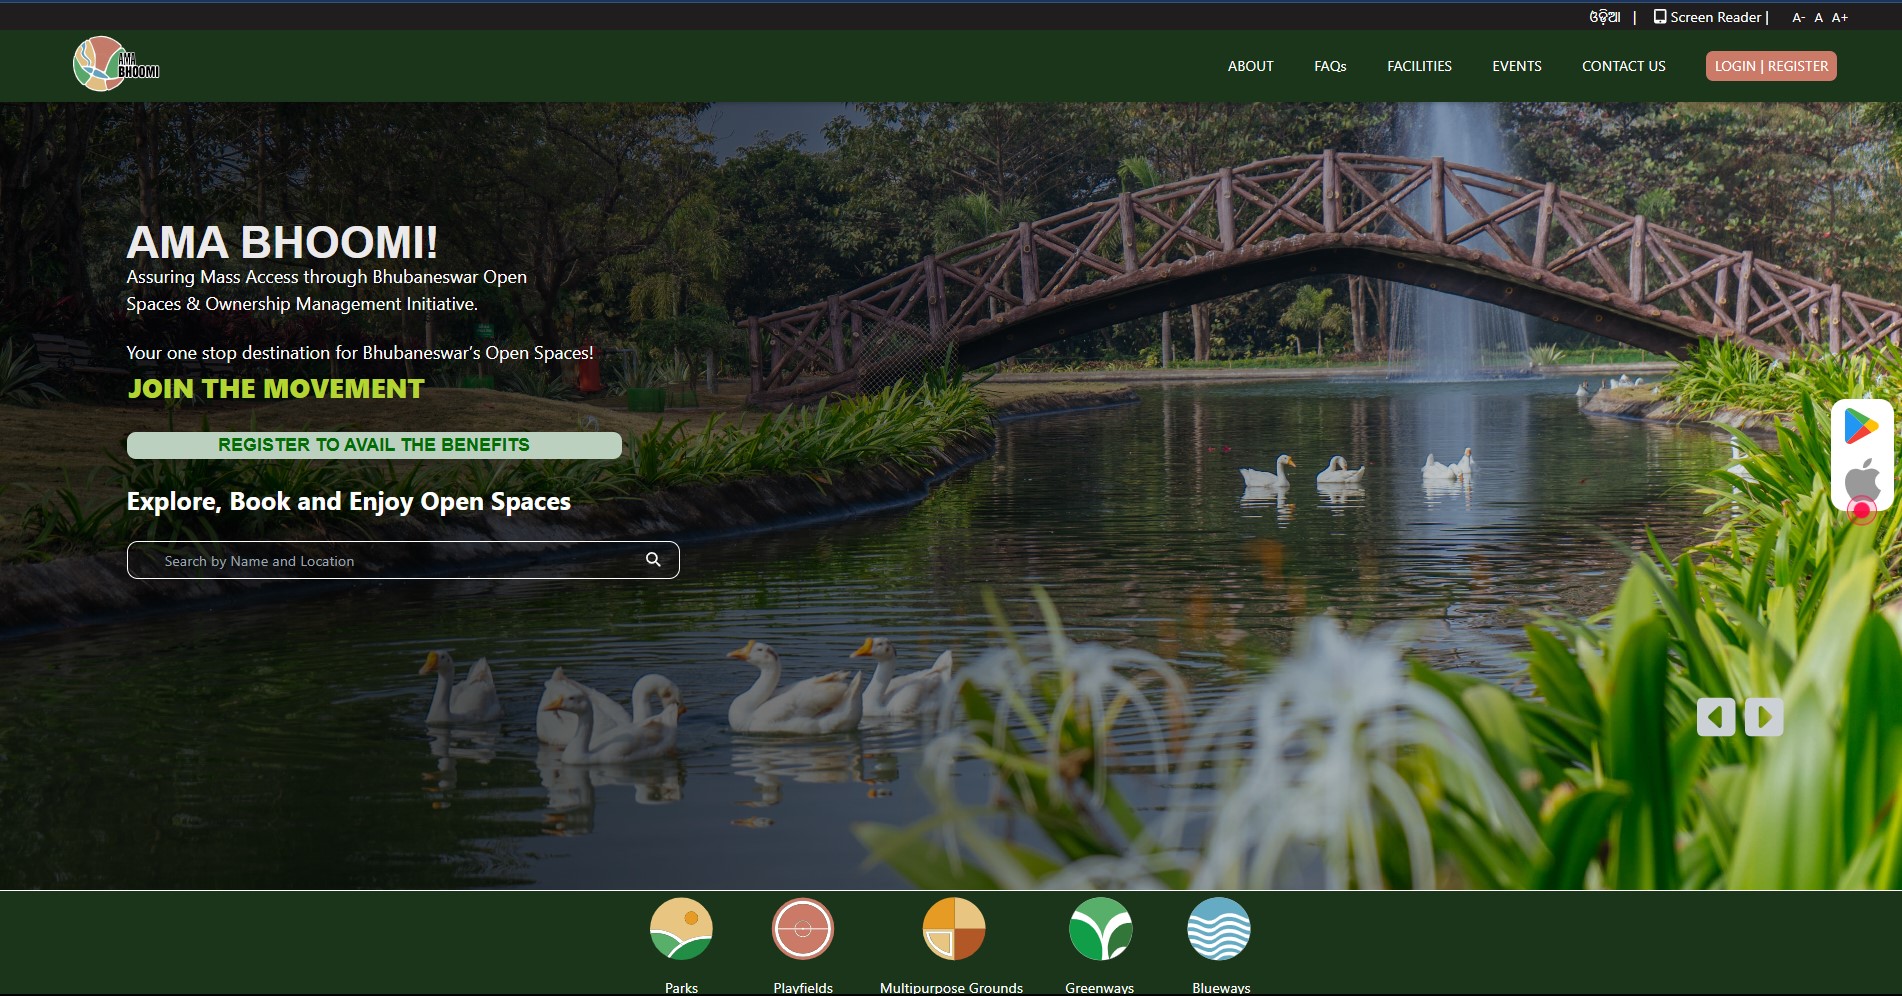 ଓଡ଼ିଆ | Screen Reader | A- A A+
AMA
BHOOMI
ABOUT FAQs FACILITIES EVENTS CONTACT US LOGIN | REGISTER
AMA BHOOMI!
Assuring Mass Access through Bhubaneswar Open
Spaces & Ownership Management Initiative.
Your one stop destination for Bhubaneswar’s Open Spaces!
JOIN THE MOVEMENT
REGISTER TO AVAIL THE BENEFITS
Explore, Book and Enjoy Open Spaces
Search by Name and Location
Parks Playfields Multipurpose Grounds Greenways Blueways